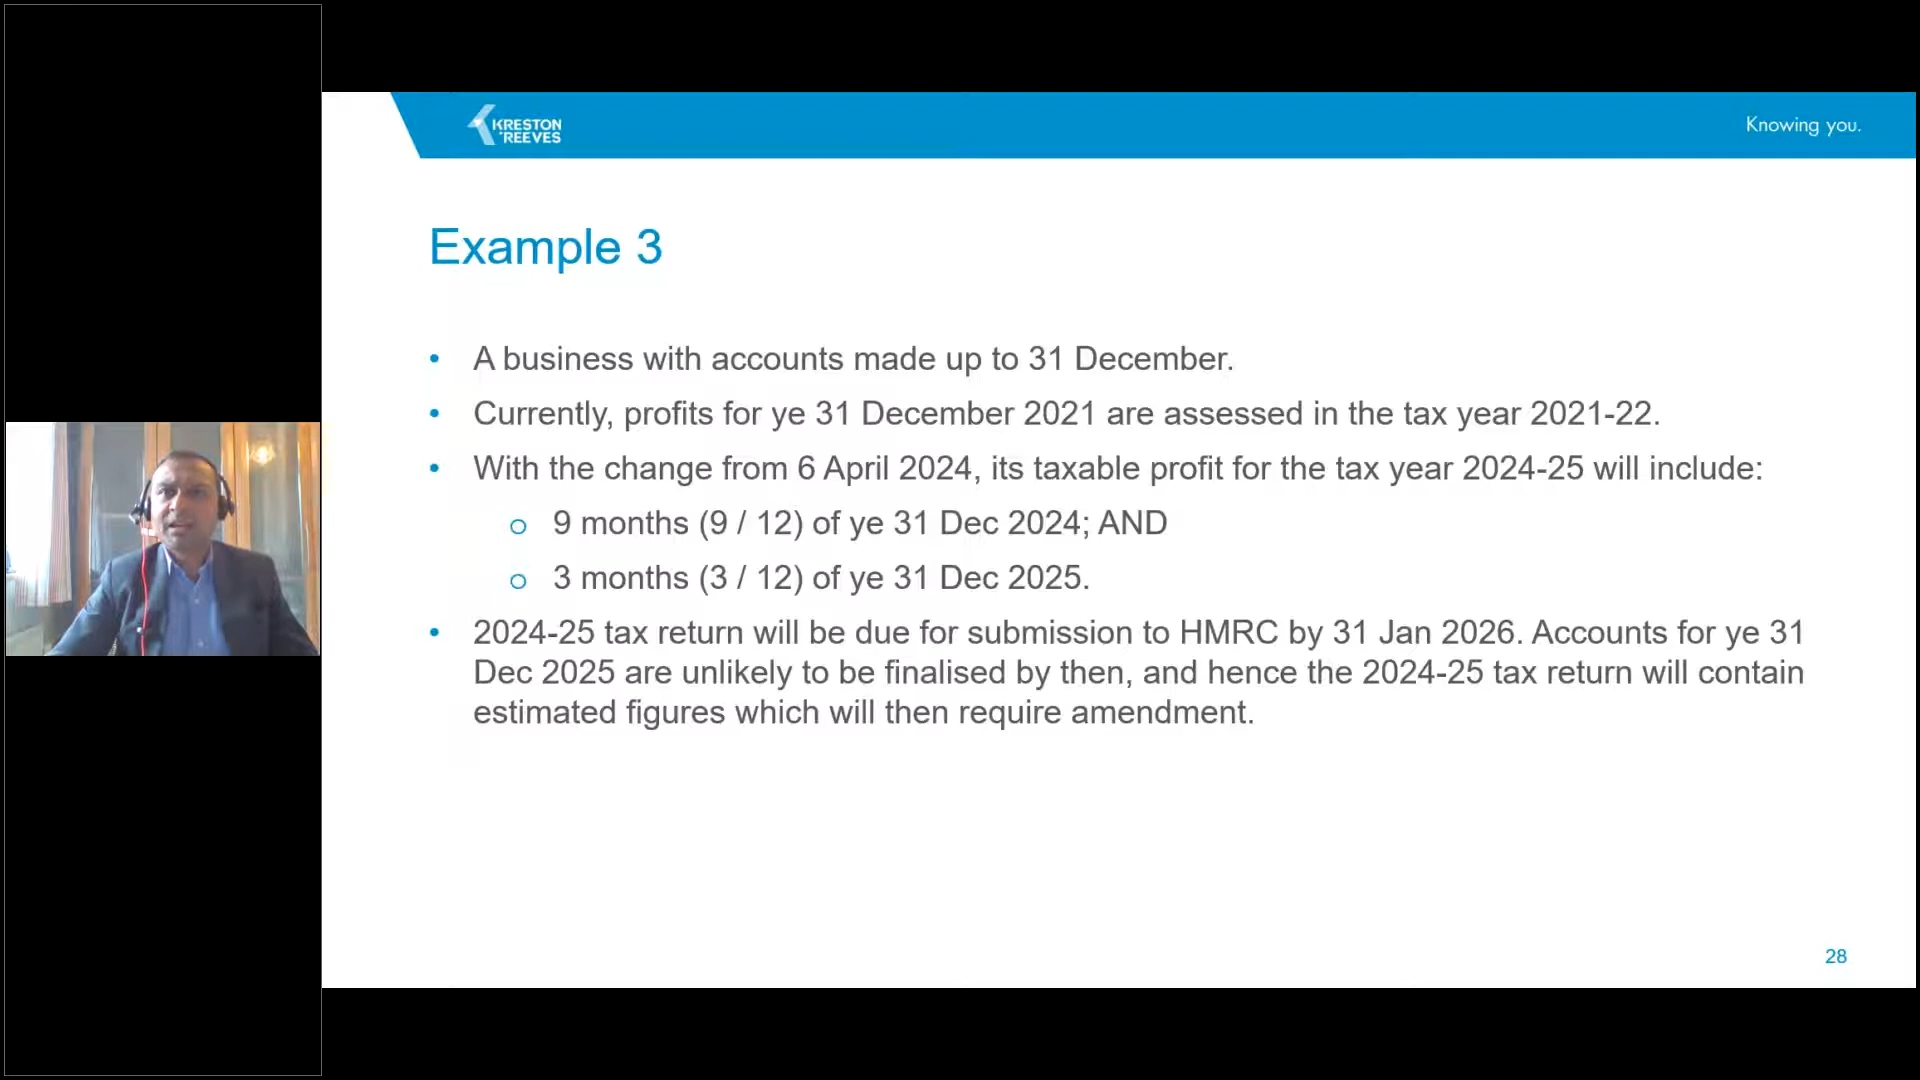 KRESTON
REEVES
Knowing you.
Example 3
• A business with accounts made up to 31 December.
• Currently, profits for ye 31 December 2021 are assessed in the tax year 2021-22.
• With the change from 6 April 2024, its taxable profit for the tax year 2024-25 will include:
o 9 months (9 / 12) of ye 31 Dec 2024; AND
o 3 months (3 / 12) of ye 31 Dec 2025.
• 2024-25 tax return will be due for submission to HMRC by 31 Jan 2026. Accounts for ye 31
Dec 2025 are unlikely to be finalised by then, and hence the 2024-25 tax return will contain
estimated figures which will then require amendment.
28